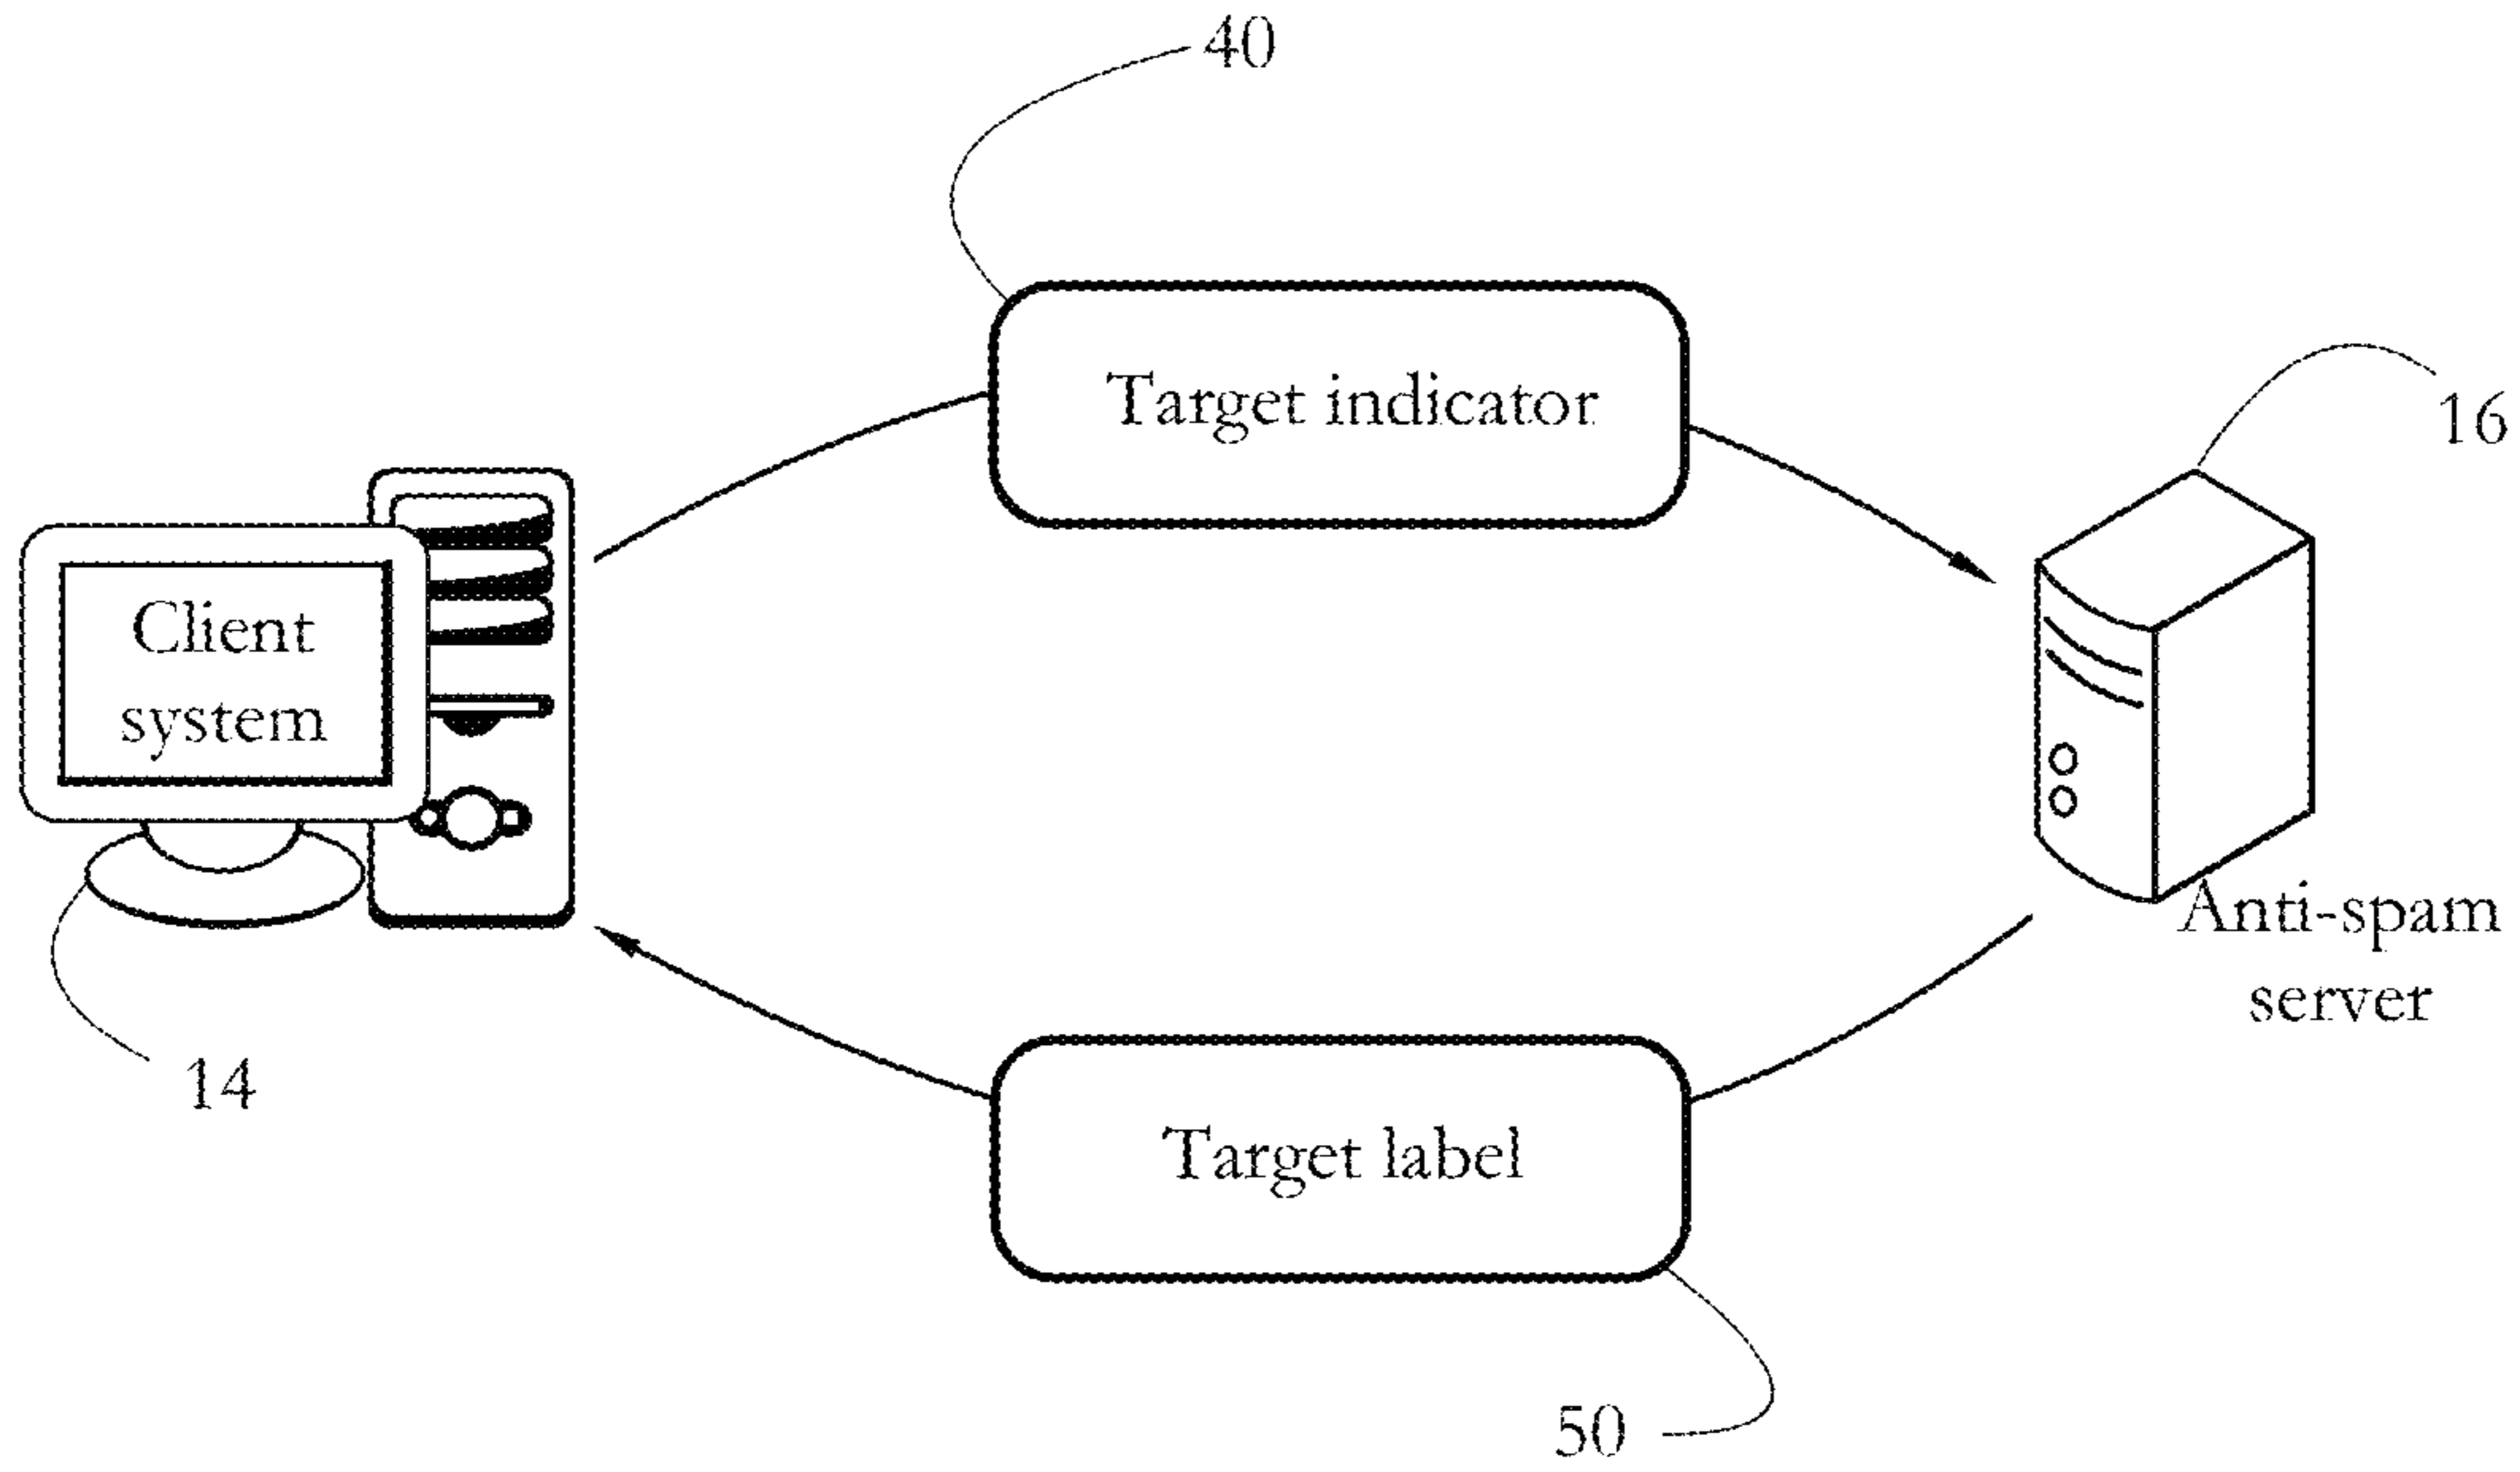 40
Target indicator
16
Client
system
Anti-spam
server
14
Target label
50